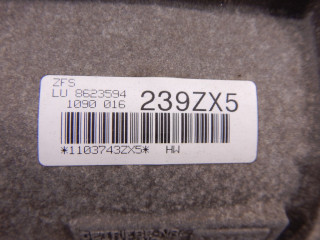 ZFS
LU 8623594
1090 016 239ZX5
*1103743ZX5* HW